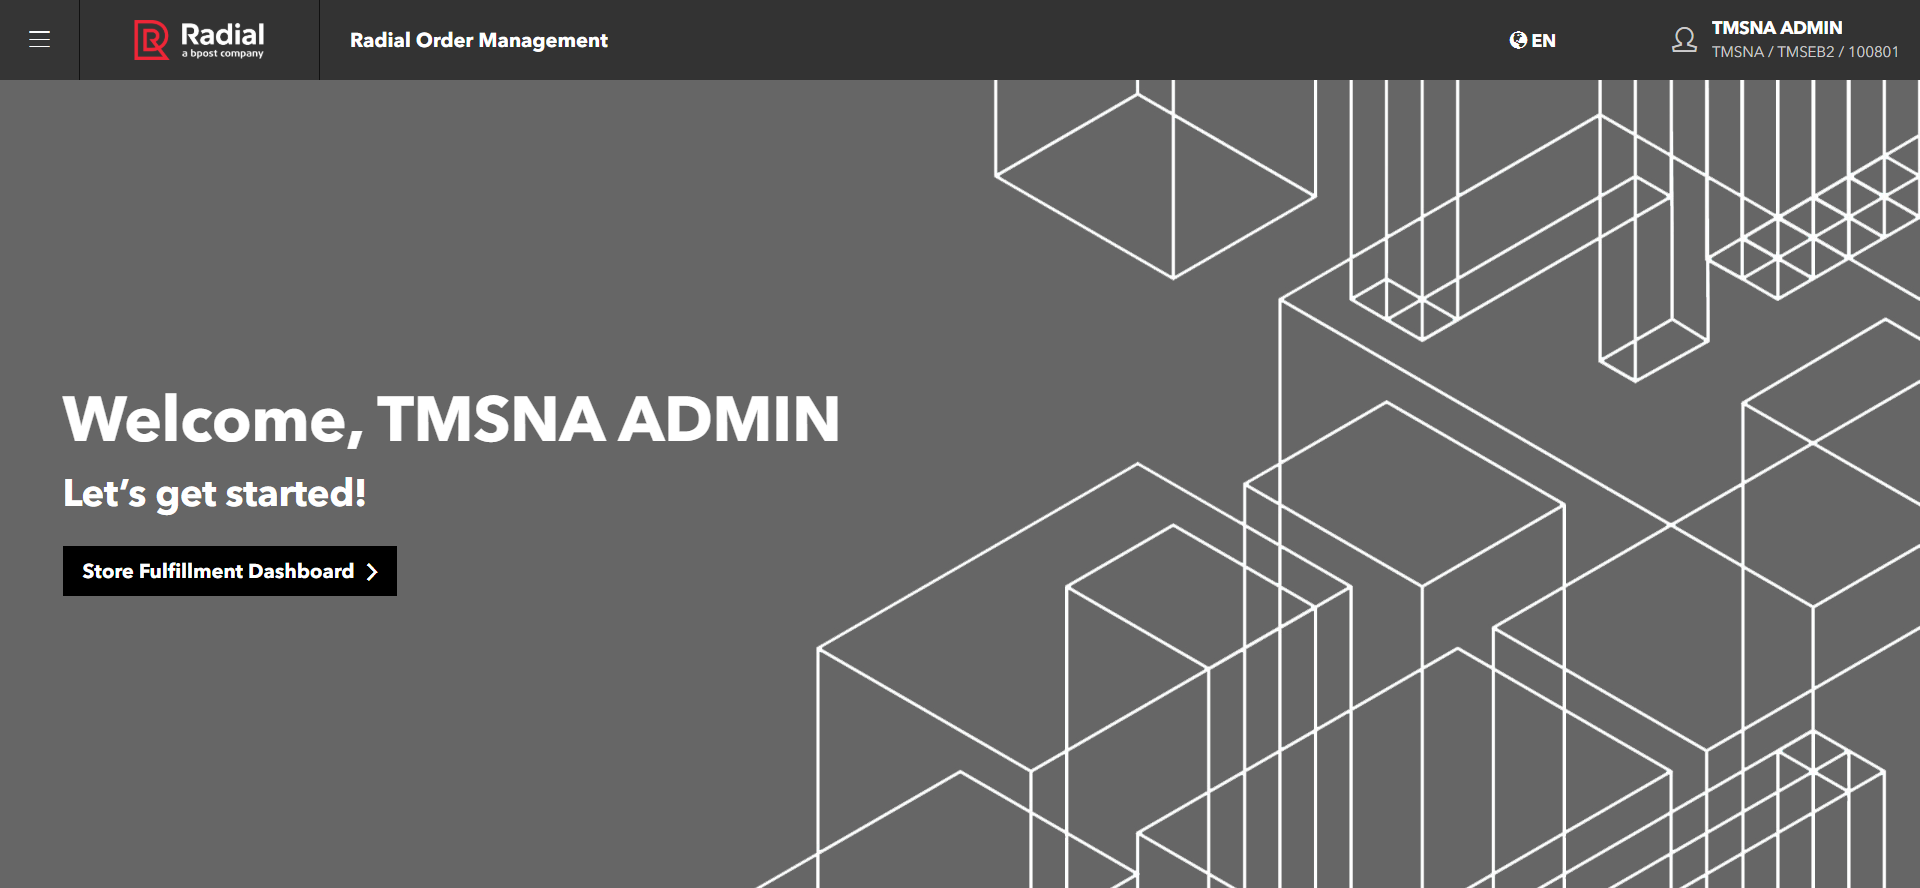 Radial
a bpost company
Radial Order Management
EN
TMSNA ADMIN
TMSNA / TMSEB2 / 100801
Welcome, TMSNA ADMIN
Let’s get started!
Store Fulfillment Dashboard